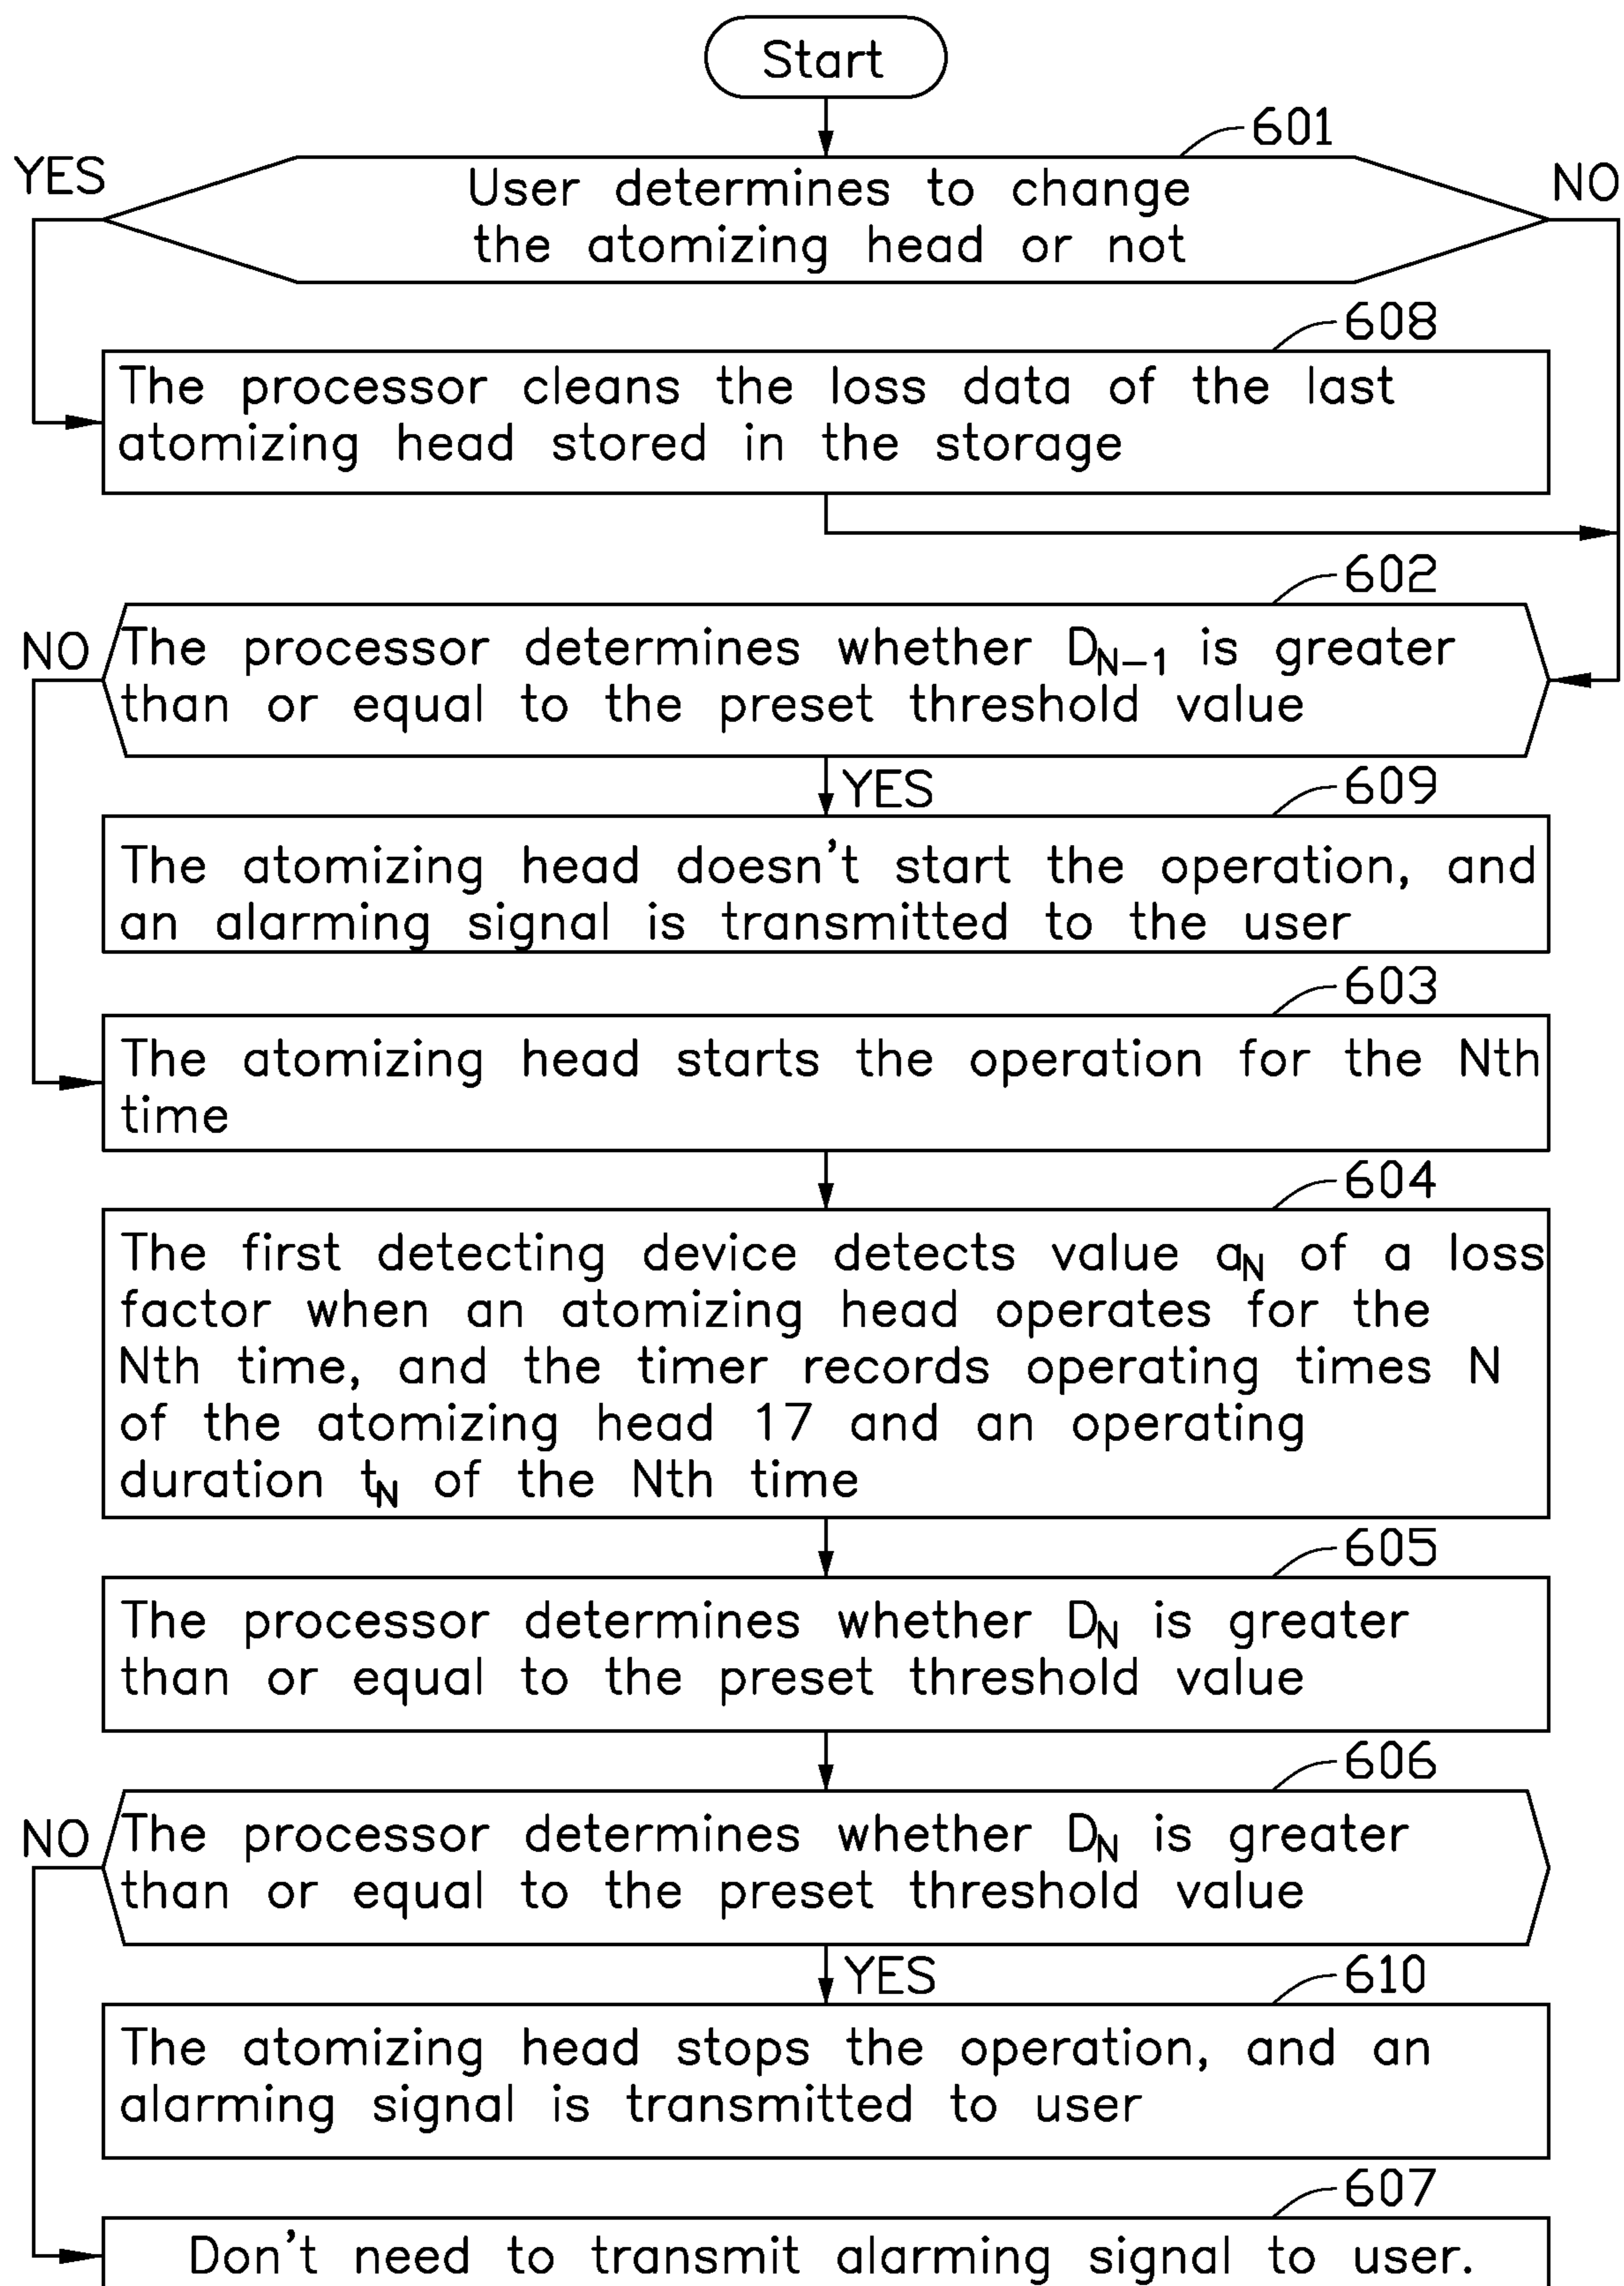 Start
601
YES
NO
User determines to change
the atomizing head or not
608
The processor cleans the loss data of the last
atomizing head stored in the storage
602
NO
The processor determines whether D_{N-1} is greater
than or equal to the preset threshold value
YES
609
The atomizing head doesn't start the operation, and
an alarming signal is transmitted to the user
603
The atomizing head starts the operation for the Nth
time
604
The first detecting device detects value a_N of a loss
factor when an atomizing head operates for the
Nth time, and the timer records operating times N
of the atomizing head 17 and an operating
duration t_N of the Nth time
605
The processor determines whether D_N is greater
than or equal to the preset threshold value
606
NO
The processor determines whether D_N is greater
than or equal to the preset threshold value
YES
610
The atomizing head stops the operation, and an
alarming signal is transmitted to user
607
Don't need to transmit alarming signal to user.